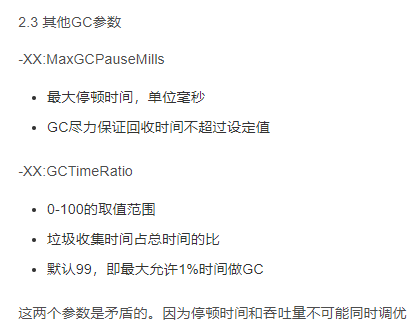 2.3 其他GC参数
-XX:MaxGCPauseMills
最大停顿时间，单位毫秒
GC尽力保证回收时间不超过设定值
-XX:GCTimeRatio
0-100的取值范围
垃圾收集时间占总时间的比
默认99，即最大允许1%时间做GC
这两个参数是矛盾的。因为停顿时间和吞吐量不可能同时调优